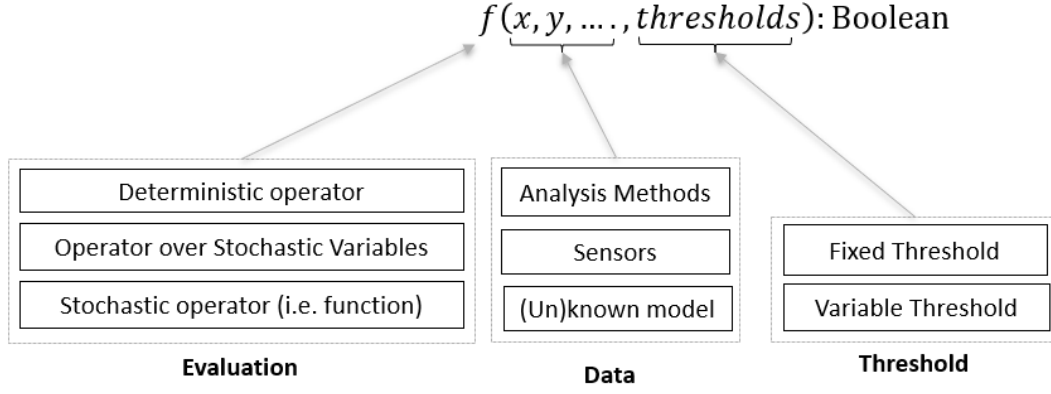 f(x, y, … . , thresholds): Boolean
Deterministic operator
Operator over Stochastic Variables
Stochastic operator (i.e. function)
Evaluation
Analysis Methods
Sensors
(Un)known model
Data
Fixed Threshold
Variable Threshold
Threshold